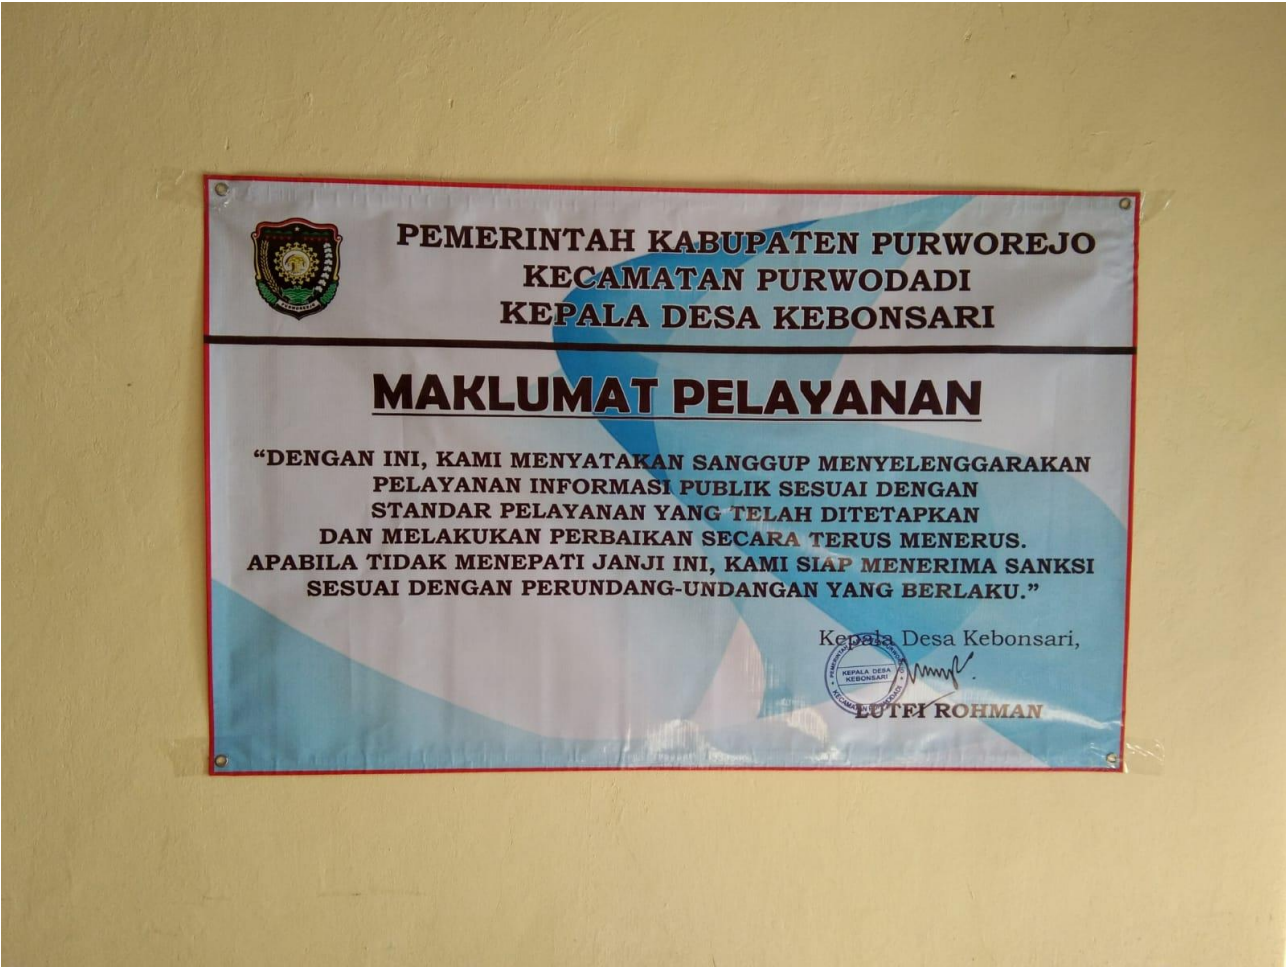 PEMERINTAH KABUPATEN PURWOREJO
KECAMATAN PURWODADI
KEPALA DESA KEBONSARI
MAKLUMAT PELAYANAN
“DENGAN INI, KAMI MENYATAKAN SANGGUP MENYELENGGARAKAN
PELAYANAN INFORMASI PUBLIK SESUAI DENGAN
STANDAR PELAYANAN YANG TELAH DITETAPKAN
DAN MELAKUKAN PERBAIKAN SECARA TERUS MENERUS.
APABILA TIDAK MENEPATI JANJI INI, KAMI SIAP MENERIMA SANKSI
SESUAI DENGAN PERUNDANG-UNDANGAN YANG BERLAKU.”
Kepala Desa Kebonsari,
KEPALA DESA
KEBONSARI
LUTFI ROHMAN